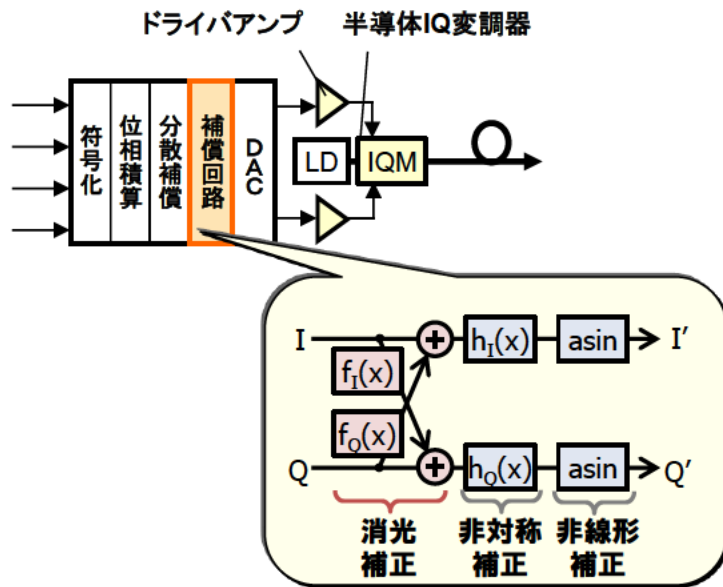 ドライバアンプ 半導体IQ変調器
符号化
位相積算
分散補償
補償回路
DAC
LD
IQM
I
f_I(x)
+
h_I(x)
asin
I'
Q
f_Q(x)
+
h_Q(x)
asin
Q'
消光
補正
非対称
補正
非線形
補正